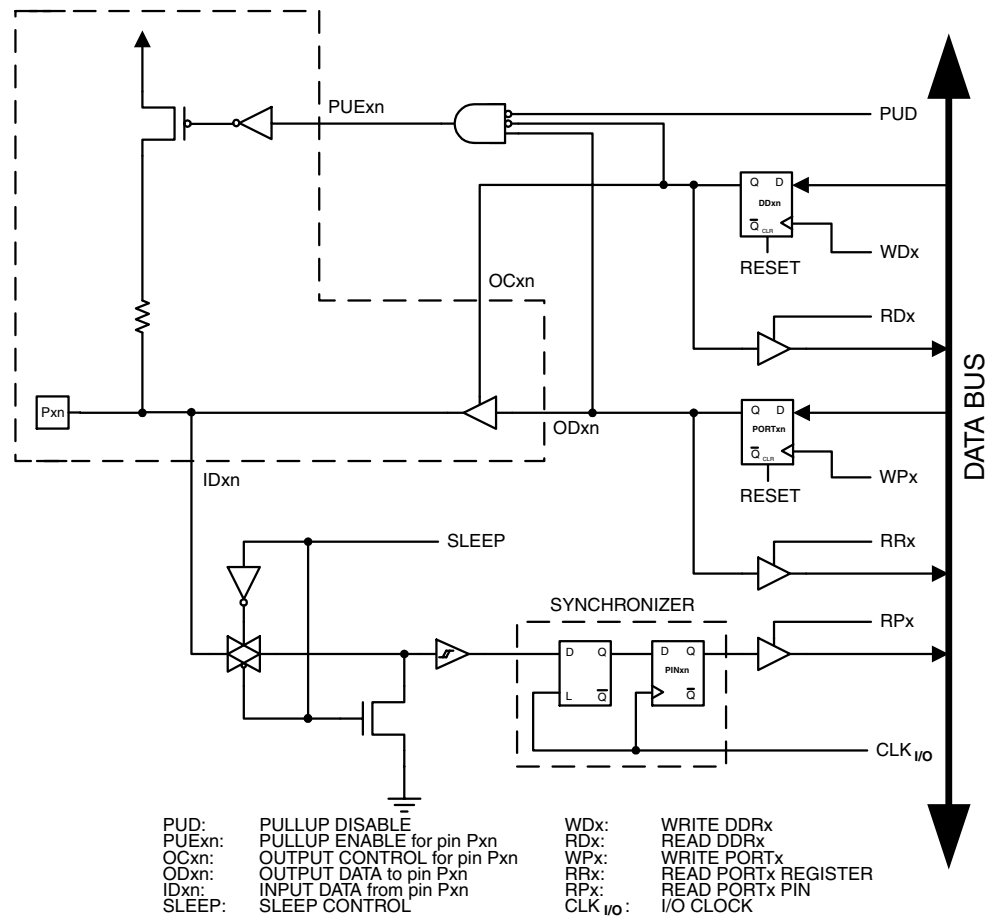 PUExn
PUD
Q D
DDxn
Q
CLR
RESET
WDx
OCxn
RDx
Pxn
ODxn
Q D
PORTxn
Q
CLR
RESET
WPx
IDxn
DATA BUS
SLEEP
RRx
SYNCHRONIZER
RPx
D Q
L Q
D Q
PINxn
Q
CLK I/O
PUD: PULLUP DISABLE
PUExn: PULLUP ENABLE for pin Pxn
OCxn: OUTPUT CONTROL for pin Pxn
ODxn: OUTPUT DATA to pin Pxn
IDxn: INPUT DATA from pin Pxn
SLEEP: SLEEP CONTROL
WDx: WRITE DDRx
RDx: READ DDRx
WPx: WRITE PORTx
RRx: READ PORTx REGISTER
RPx: READ PORTx PIN
CLK I/O: I/O CLOCK